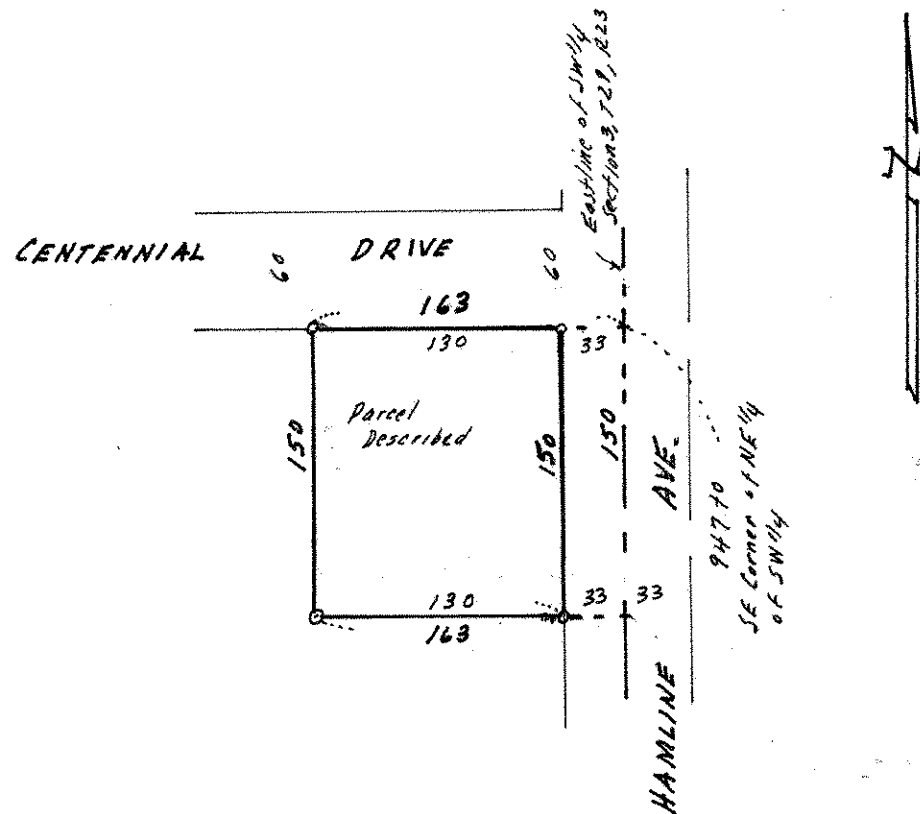 East line of SW 1/4
Section 3, T29, R23
N
CENTENNIAL DRIVE
60
60
163
130
33
Parcel
Described
150
150
150
AVE.
947 to
SE Corner of NE 1/4
of SW 1/4
130
33
33
163
HAMLINE